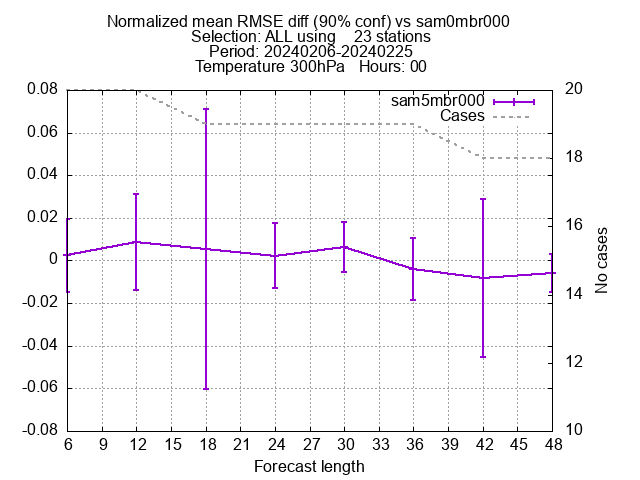 Normalized mean RMSE diff (90% conf) vs sam0mbr000
Selection: ALL using    23 stations
Period: 20240206-20240225
Temperature 300hPa   Hours: 00
sam5mbr000
Cases
0.08
0.06
0.04
0.02
0
-0.02
-0.04
-0.06
-0.08
20
18
16
14
12
10
No cases
6 9 12 15 18 21 24 27 30 33 36 39 42 45 48
Forecast length